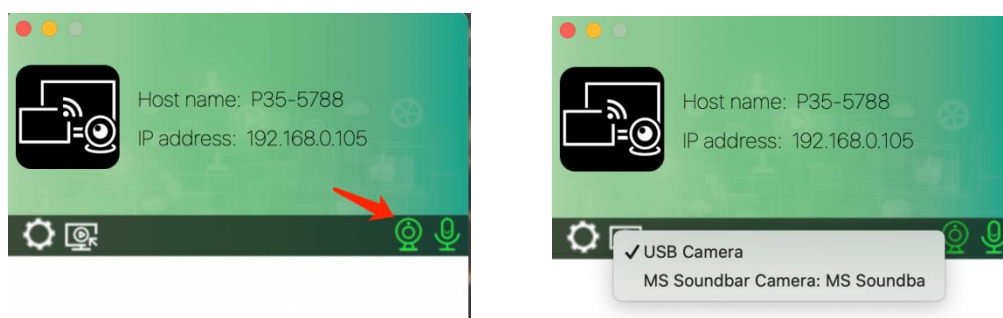 Host name: P35-5788
IP address: 192.168.0.105
Host name: P35-5788
IP address: 192.168.0.105
✓ USB Camera
MS Soundbar Camera: MS Soundba